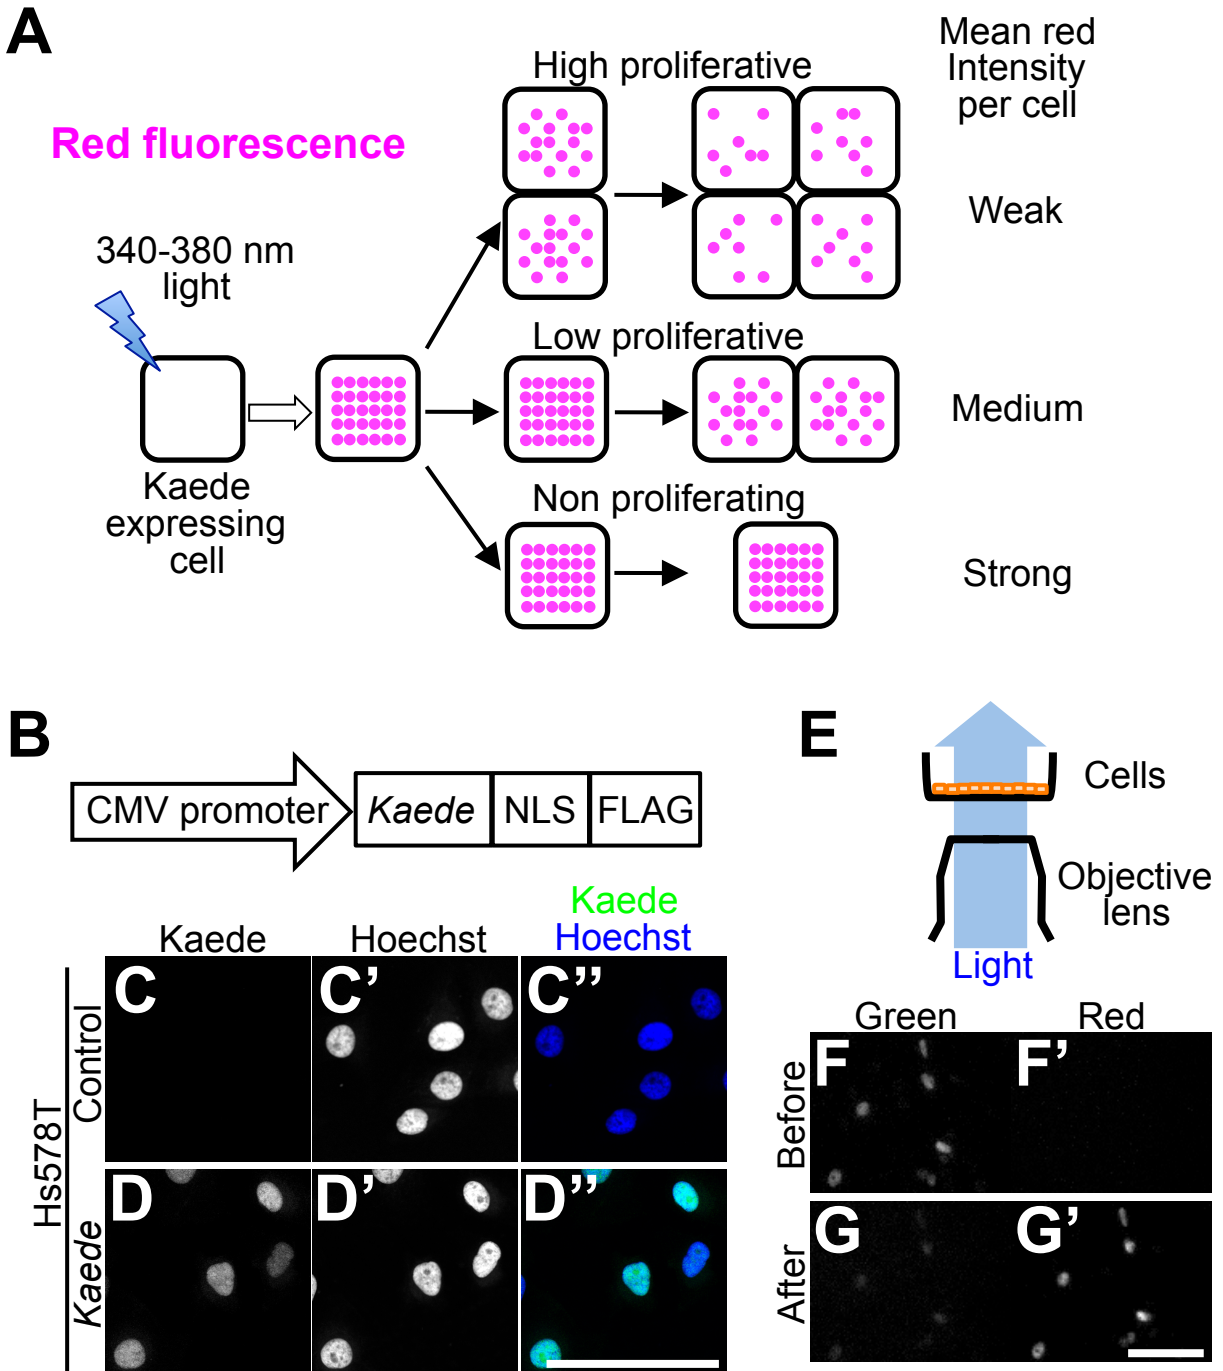 A
Red fluorescence
340-380 nm
light
Kaede
expressing
cell
High proliferative
Low proliferative
Non proliferating
Mean red
Intensity
per cell
Weak
Medium
Strong
B
CMV promoter
Kaede
NLS
FLAG
Kaede
Hoechst
Kaede
Hoechst
Hs578T
Control
C
C’
C’’
Kaede
D
D’
D’’
E
Cells
Objective
lens
Light
Green
Red
Before
F
F’
After
G
G’